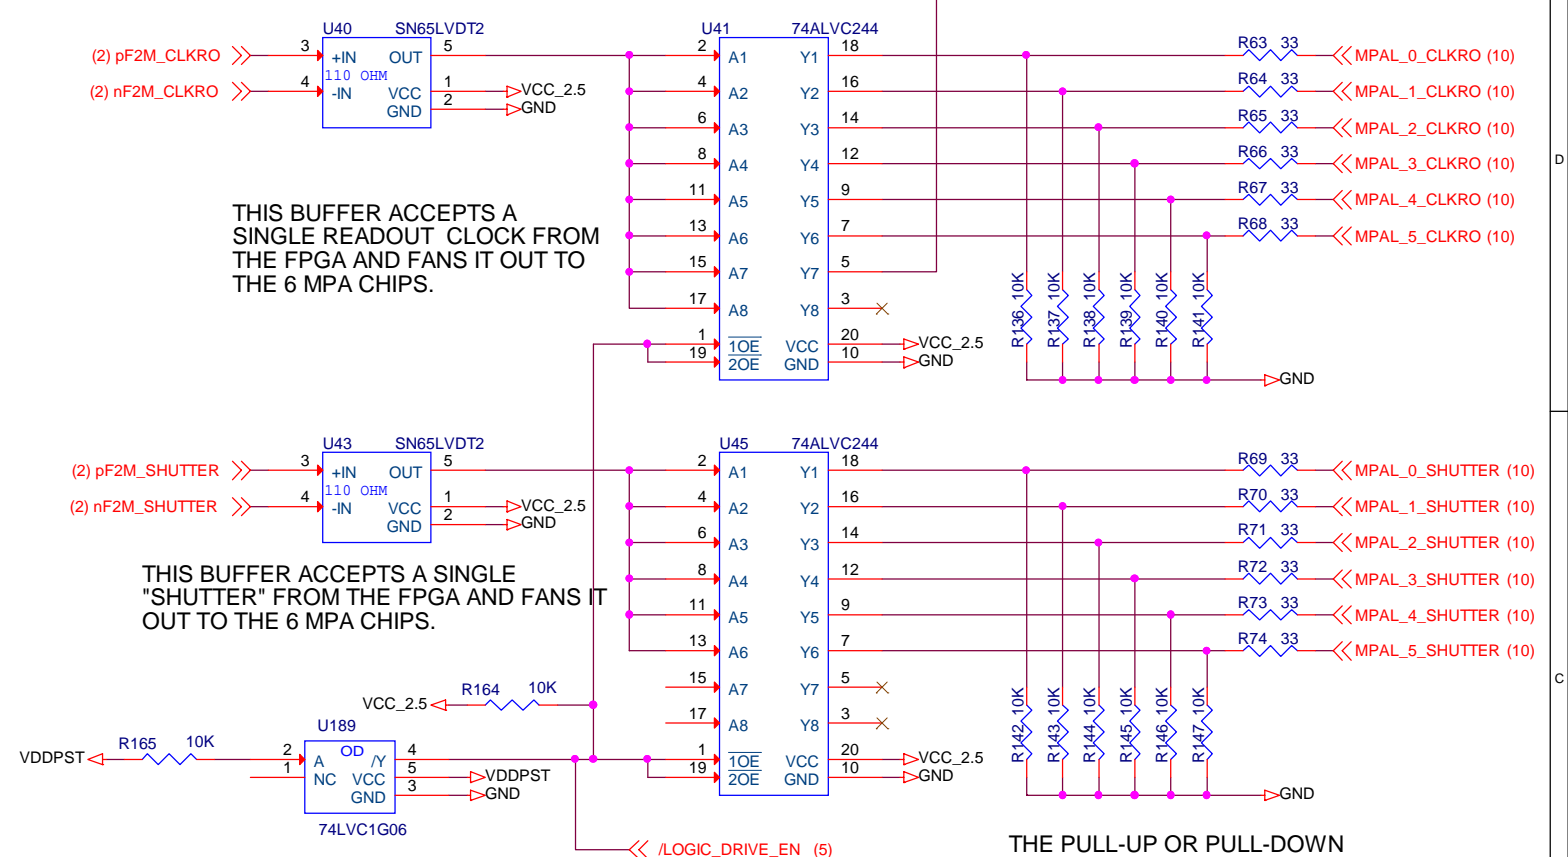 U40 SN65LVDT2 U41 74ALVC244
(2) pF2M_CLKRO 3 +IN OUT 5 2 A1 Y1 18 R63 33 MPAL_0_CLKRO (10)
110 OHM
(2) nF2M_CLKRO 4 -IN VCC 1 VCC_2.5 4 A2 Y2 16 R64 33 MPAL_1_CLKRO (10)
GND 2 GND
6 A3 Y3 14 R65 33 MPAL_2_CLKRO (10)
8 A4 Y4 12 R66 33 MPAL_3_CLKRO (10)
D
11 A5 Y5 9 R67 33 MPAL_4_CLKRO (10)
13 A6 Y6 7 R68 33 MPAL_5_CLKRO (10)
15 A7 Y7 5
17 A8 Y8 3
THIS BUFFER ACCEPTS A
SINGLE READOUT CLOCK FROM
THE FPGA AND FANS IT OUT TO
THE 6 MPA CHIPS.
R136 10K
R137 10K
R138 10K
R139 10K
R140 10K
R141 10K
1 1OE VCC 20 VCC_2.5
19 2OE GND 10 GND
GND
U43 SN65LVDT2 U45 74ALVC244
(2) pF2M_SHUTTER 3 +IN OUT 5 2 A1 Y1 18 R69 33 MPAL_0_SHUTTER (10)
110 OHM
(2) nF2M_SHUTTER 4 -IN VCC 1 VCC_2.5 4 A2 Y2 16 R70 33 MPAL_1_SHUTTER (10)
GND 2 GND
6 A3 Y3 14 R71 33 MPAL_2_SHUTTER (10)
8 A4 Y4 12 R72 33 MPAL_3_SHUTTER (10)
11 A5 Y5 9 R73 33 MPAL_4_SHUTTER (10)
13 A6 Y6 7 R74 33 MPAL_5_SHUTTER (10)
15 A7 Y7 5
17 A8 Y8 3
THIS BUFFER ACCEPTS A SINGLE
"SHUTTER" FROM THE FPGA AND FANS IT
OUT TO THE 6 MPA CHIPS.
C
R142 10K
R143 10K
R144 10K
R145 10K
R146 10K
R147 10K
1 1OE VCC 20 VCC_2.5
19 2OE GND 10 GND
GND
VCC_2.5 R164 10K
U189
VDDPST R165 10K 2 A OD /Y 4
1 NC VCC 5 VDDPST
GND 3 GND
74LVC1G06
/LOGIC_DRIVE_EN (5)
THE PULL-UP OR PULL-DOWN